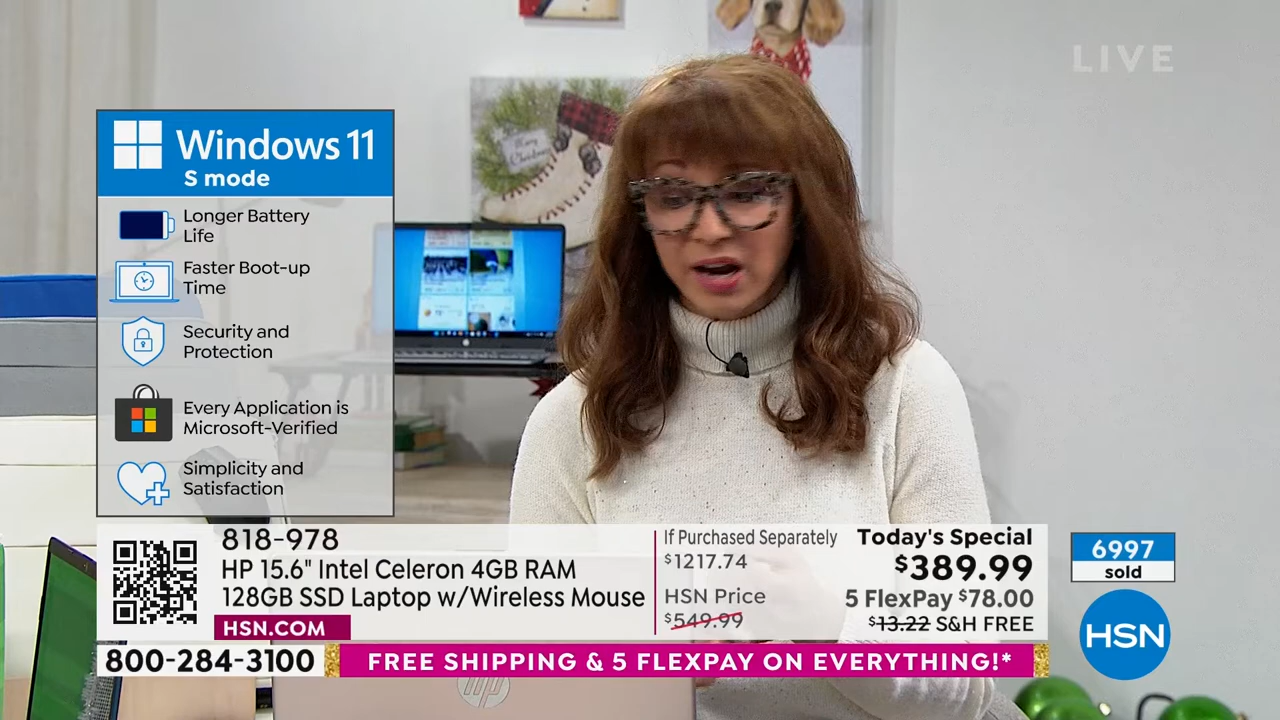 LIVE
Merry
Christmas
Windows 11
S mode
Longer Battery
Life
Faster Boot-up
Time
Security and
Protection
Every Application is
Microsoft-Verified
Simplicity and
Satisfaction
818-978
HP 15.6" Intel Celeron 4GB RAM
128GB SSD Laptop w/Wireless Mouse
HSN.COM
If Purchased Separately
$1217.74
HSN Price
$549.99
Today's Special
$389.99
5 FlexPay $78.00
$13.22 S&H FREE
6997
sold
HSN
800-284-3100
FREE SHIPPING & 5 FLEXPAY ON EVERYTHING!*
hp